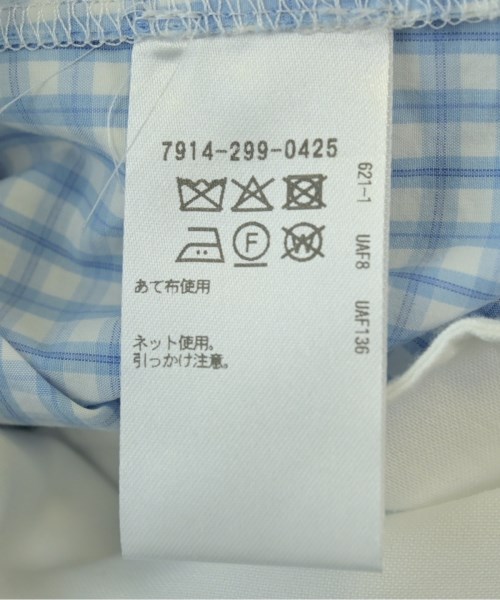 7914-299-0425
F
W
あて布使用
ネット使用。
引っかけ注意。
621-1 UAF8 UAF136